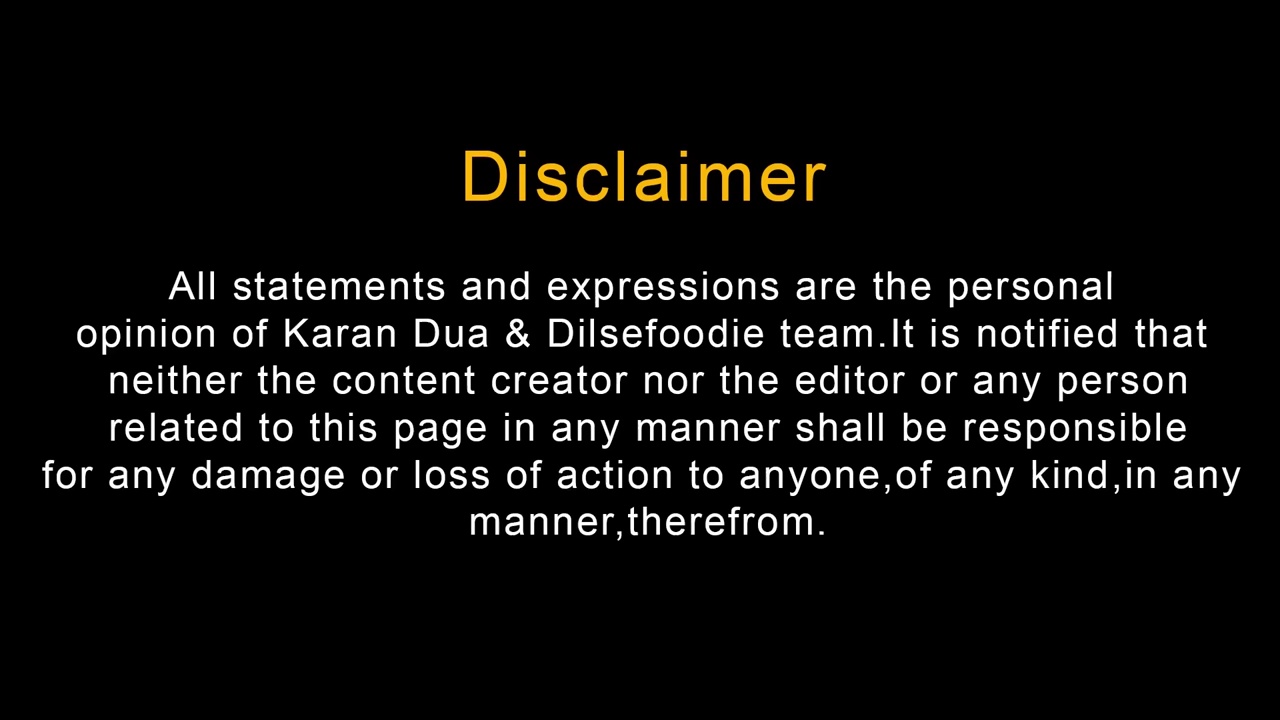 Disclaimer
All statements and expressions are the personal
opinion of Karan Dua & Dilsefoodie team.It is notified that
neither the content creator nor the editor or any person
related to this page in any manner shall be responsible
for any damage or loss of action to anyone,of any kind,in any
manner,therefrom.